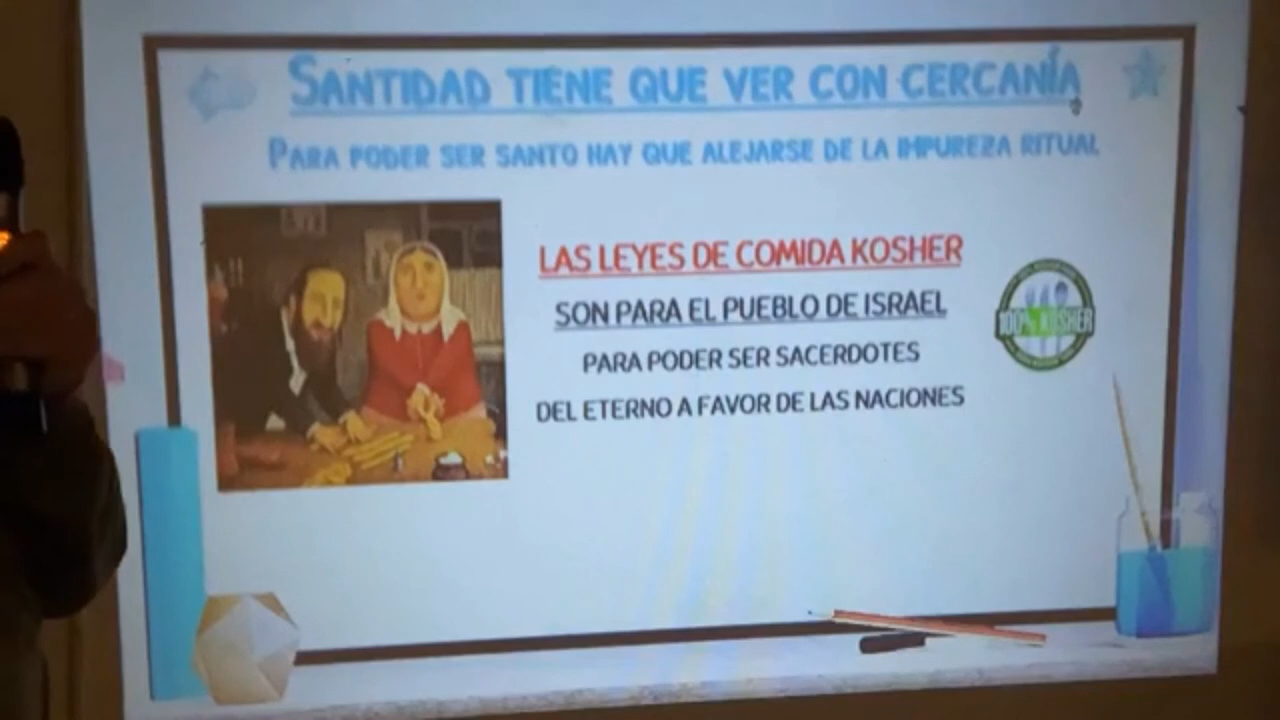 SANTIDAD TIENE QUE VER CON CERCANÍA
PARA PODER SER SANTO HAY QUE ALEJARSE DE LA IMPUREZA RITUAL
LAS LEYES DE COMIDA KOSHER
SON PARA EL PUEBLO DE ISRAEL
PARA PODER SER SACERDOTES
DEL ETERNO A FAVOR DE LAS NACIONES
100% KOSHER